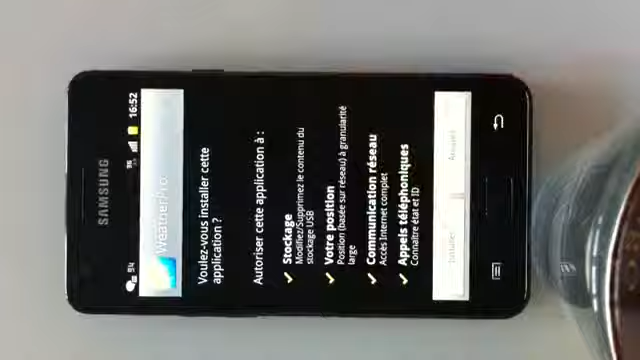 SAMSUNG
16:52
WeatherPro
Voulez-vous installer cette
application ?
Autoriser cette application à :
Stockage
Modifiez/Supprimez le contenu du
stockage USB
Votre position
Position (basée sur réseau) à granularité
large
Communication réseau
Accès Internet complet
Appels téléphoniques
Connaître état et ID
Installer
Annuler